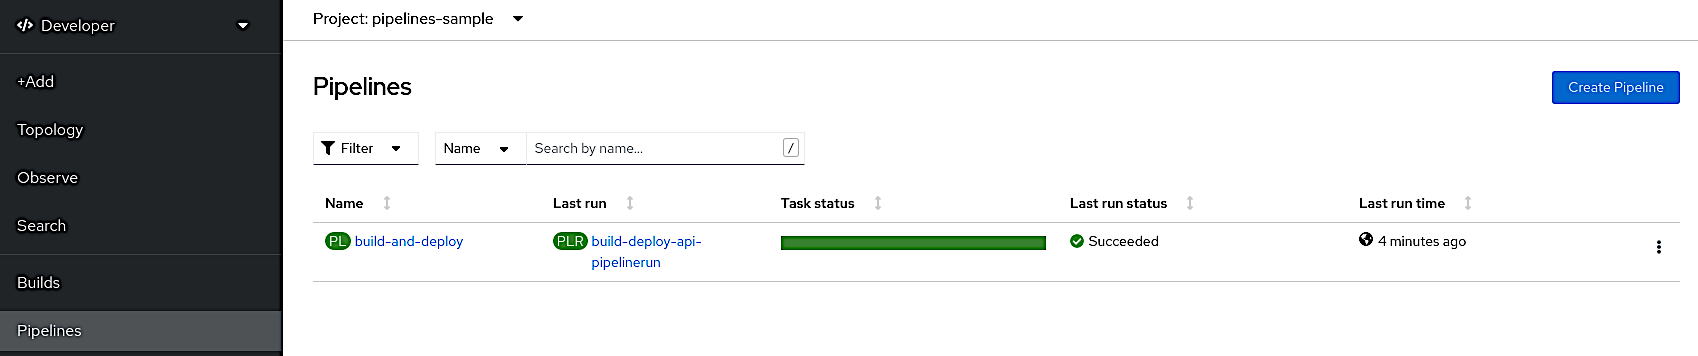 Developer
+Add
Topology
Observe
Search
Builds
Pipelines
Project: pipelines-sample
Pipelines
Create Pipeline
Filter
Name
Search by name...
/
Name
Last run
Task status
Last run status
Last run time
PL build-and-deploy
PLR build-deploy-api-
pipelinerun
Succeeded
4 minutes ago